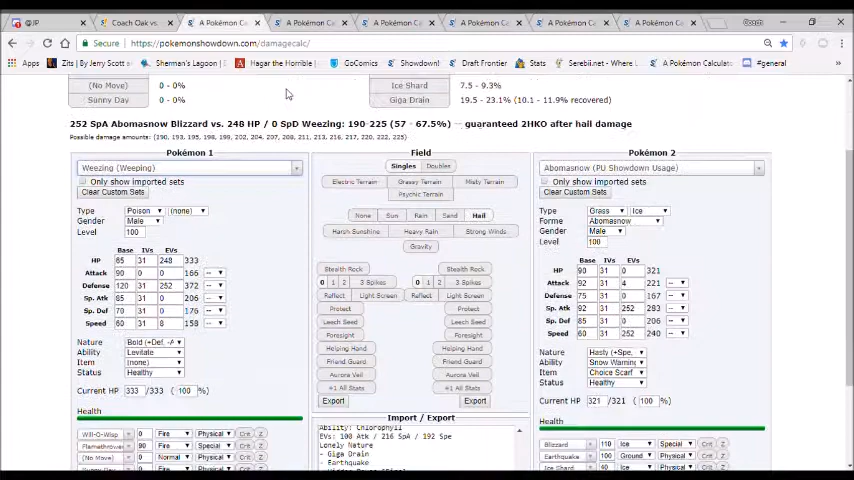 @JP
Coach Oak vs.
A Pokémon Ca
A Pokémon Ca
A Pokémon Ca
A Pokémon Ca
A Pokémon Ca
A Pokémon Ca
Coach
Secure
https://pokemonshowdown.com/damagecalc/
Apps
Zits | By Jerry Scott a
Sherman's Lagoon |
Hagar the Horrible |
GoComics
Showdown!
Draft Frontier
Stats
Serebii.net - Where
A Pokémon Calculato
#general
(No Move) 0 - 0%
Ice Shard 7.5 - 9.3%
Sunny Day 0 - 0%
Giga Drain 19.5 - 23.1% (10.1 - 11.9% recovered)
252 SpA Abomasnow Blizzard vs. 248 HP / 0 SpD Weezing: 190-225 (57 - 67.5%) -- guaranteed 2HKO after hail damage
Possible damage amounts: (190, 193, 195, 198, 199, 202, 204, 207, 208, 211, 213, 216, 217, 220, 222, 225)
Pokémon 1
Weezing (Weeping)
Only show imported sets
Clear Custom Sets
Type Poison (none)
Gender Male
Level 100
Base IVs EVs
HP 65 31 248 333
Attack 90 0 0 166 --
Defense 120 31 252 372 --
Sp. Atk 85 31 0 206 --
Sp. Def 70 31 0 176 --
Speed 60 31 8 158 --
Nature Bold (+Def, -A
Ability Levitate
Item (none)
Status Healthy
Current HP 333 /333 ( 100 %)
Health
Will-O-Wisp 0 Fire Physical Crit Z
Flamethrower 90 Fire Special Crit Z
(No Move) 0 Normal Physical Crit Z
Field
Singles Doubles
Electric Terrain Grassy Terrain Misty Terrain
Psychic Terrain
None Sun Rain Sand Hail
Harsh Sunshine Heavy Rain Strong Winds
Gravity
Stealth Rock Stealth Rock
0 1 2 3 Spikes 0 1 2 3 Spikes
Reflect Light Screen Reflect Light Screen
Protect Protect
Leech Seed Leech Seed
Foresight Foresight
Helping Hand Helping Hand
Friend Guard Friend Guard
Aurora Veil Aurora Veil
+1 All Stats +1 All Stats
Export Export
Import / Export
Ability: Chlorophyll
EVs: 100 Atk / 216 SpA / 192 Spe
Lonely Nature
- Giga Drain
- Earthquake
Pokémon 2
Abomasnow (PU Showdown Usage)
Only show imported sets
Clear Custom Sets
Type Grass Ice
Forme Abomasnow
Gender Male
Level 100
Base IVs EVs
HP 90 31 0 321
Attack 92 31 4 221 --
Defense 75 31 0 167 --
Sp. Atk 92 31 252 283 --
Sp. Def 85 31 0 206 --
Speed 60 31 252 240 --
Nature Hasty (+Spe,
Ability Snow Warnin
Item Choice Scarf
Status Healthy
Current HP 321 /321 ( 100 %)
Health
Blizzard 110 Ice Special Crit Z
Earthquake 100 Ground Physical Crit Z
Ice Shard 40 Ice Physical Crit Z